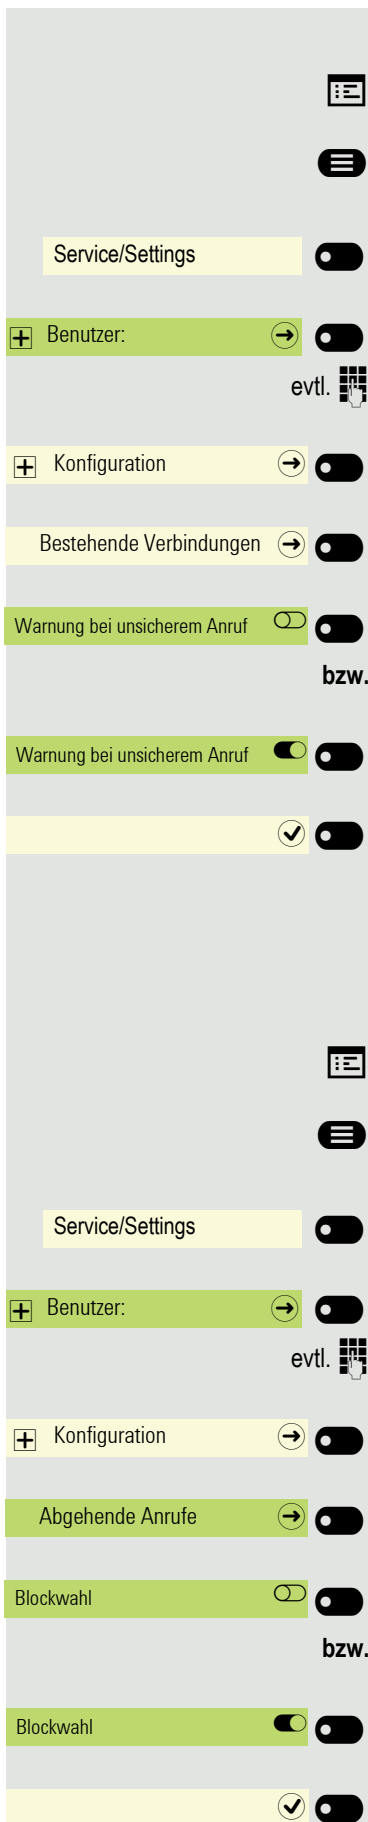 Service/Settings
Benutzer:
evtl.
Konfiguration
Bestehende Verbindungen
Warnung bei unsicherem Anruf
bzw.
Warnung bei unsicherem Anruf
Service/Settings
Benutzer:
evtl.
Konfiguration
Abgehende Anrufe
Blockwahl
bzw.
Blockwahl